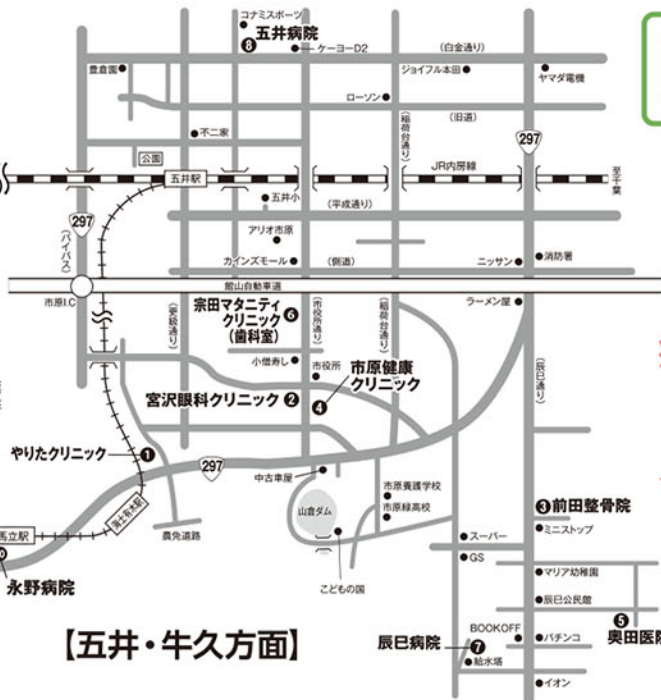 コナミスポーツ
五井病院
8
ケーヨーD2
(白金通り)
豊倉園
ジョイフル本田
ヤマダ電機
ローソン
(旧道)
不二家
(稲荷台通り)
297
公園
JR内房線
五井駅
至千葉
五井小
(平成通り)
297
アリオ市原
(バイパス)
カインズモール
(側道)
ニッサン
消防署
館山自動車道
市原I.C
ラーメン屋
宗田マタニティ
クリニック
(歯科室)
6
(更級通り)
(市役所通り)
(稲荷台通り)
小僧寿し
市役所
市原健康
クリニック
4
(辰巳通り)
宮沢眼科クリニック 2
やりたクリニック
1
297
中古車屋
市原養護学校
市原緑高校
山倉ダム
3 前田整骨院
ミニストップ
海士有木駅
農免道路
馬立駅
スーパー
GS
永野病院
こどもの国
マリア幼稚園
辰巳公民館
5
奥田医院
【五井・牛久方面】
辰巳病院
BOOKOFF
7
パチンコ
給水塔
イオン